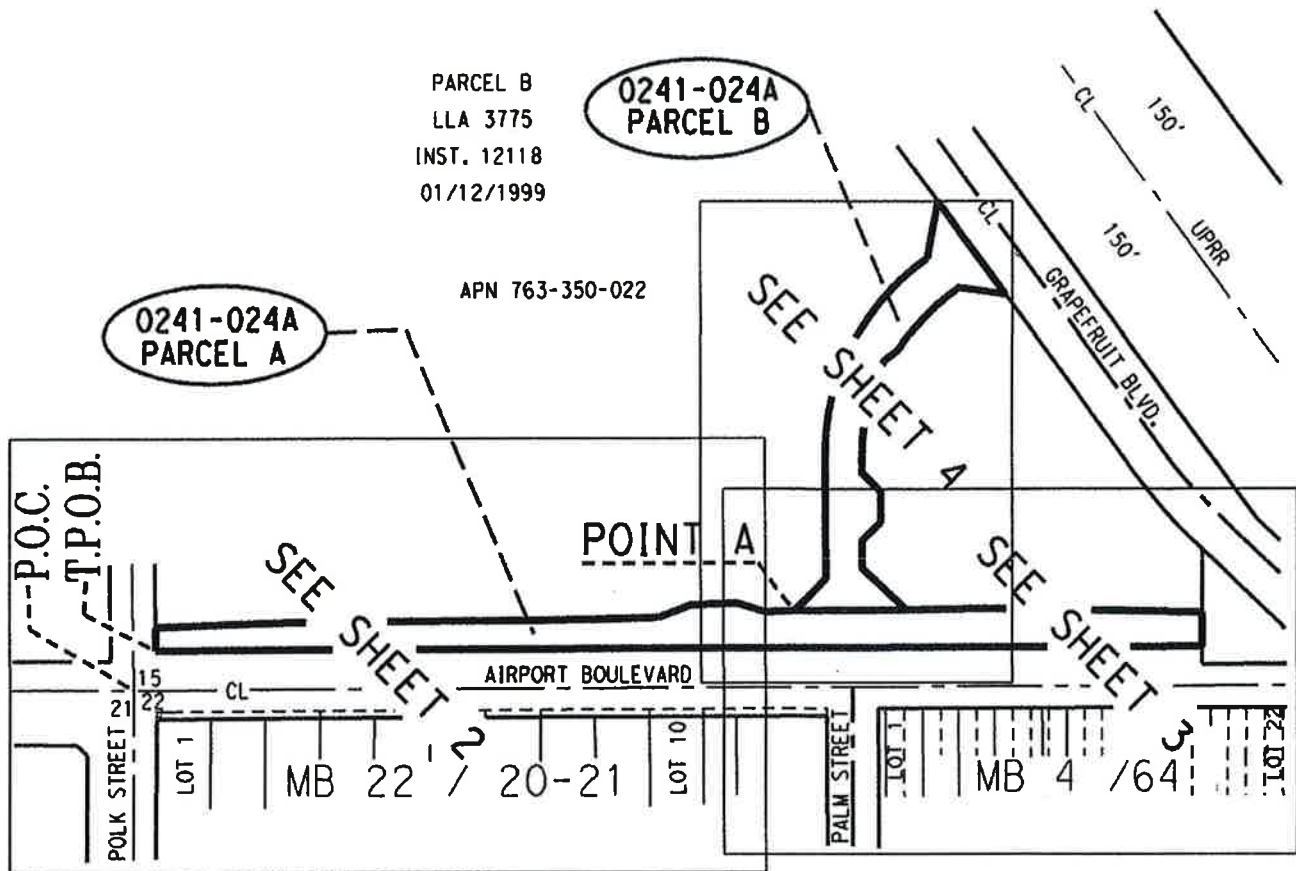 PARCEL B
LLA 3775
INST. 12118
01/12/1999
0241-024A
PARCEL B
CL
150'
150'
UPRR
CL
GRAPEFRUIT BLVD.
APN 763-350-022
0241-024A
PARCEL A
SEE SHEET 4
P.O.C.
T.P.O.B.
POINT A
SEE SHEET 2
SEE SHEET 3
15
22
21
CL
AIRPORT BOULEVARD
POLK STREET
LOT 1
MB 22 / 20-21
LOT 10
PALM STREET
LOT 1
MB 4 /64
LOT 22